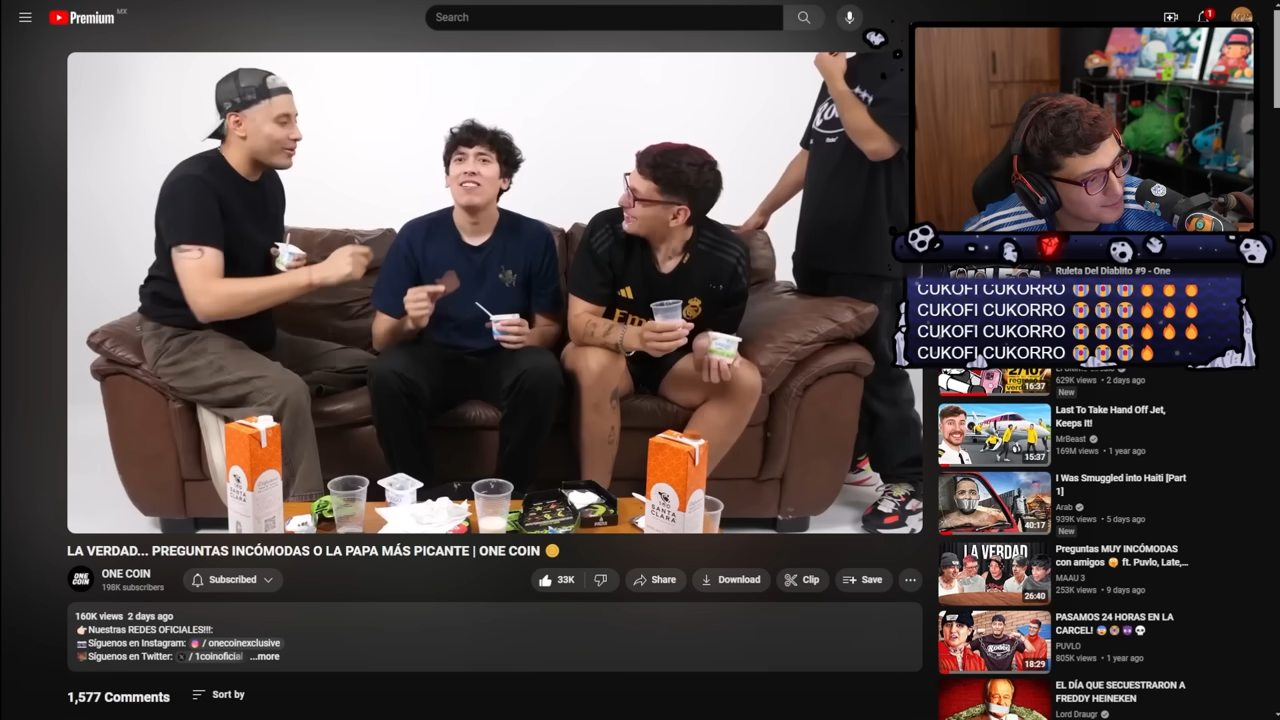 Premium MX
Search
1
Ruleta Del Diablito #9 - One
CUKOFI CUKORRO 😭 😭 😭 🔥 🔥 🔥
CUKOFI CUKORRO 😭 😭 😭 🔥 🔥 🔥
CUKOFI CUKORRO 😭 😭 😭 🔥 🔥 🔥
CUKOFI CUKORRO 😭 😭 😭 🔥
SANTA
CLARA
SANTA
CLARA
LA VERDAD... PREGUNTAS INCÓMODAS O LA PAPA MÁS PICANTE | ONE COIN 🪙
ONE
COIN
ONE COIN
198K subscribers
Subscribed
33K
Share
Download
Clip
Save
160K views 2 days ago
👉🏻Nuestras REDES OFICIALES!!!:
📷Síguenos en Instagram: / onecoinexclusive
Síguenos en Twitter: / 1coinoficial ...more
1,577 Comments
Sort by
2/10
16:37
629K views • 2 days ago
New
15:37
Last To Take Hand Off Jet,
Keeps It!
MrBeast
169M views • 1 year ago
40:17
I Was Smuggled into Haiti [Part
1]
Arab
939K views • 5 days ago
New
LA VERDAD
26:40
Preguntas MUY INCÓMODAS
con amigos ft. Puvlo, Late,...
MAAU 3
253K views • 9 days ago
18:29
PASAMOS 24 HORAS EN LA
CARCEL!
PUVLO
805K views • 1 year ago
EL DÍA QUE SECUESTRARON A
FREDDY HEINEKEN
Lord Draugr